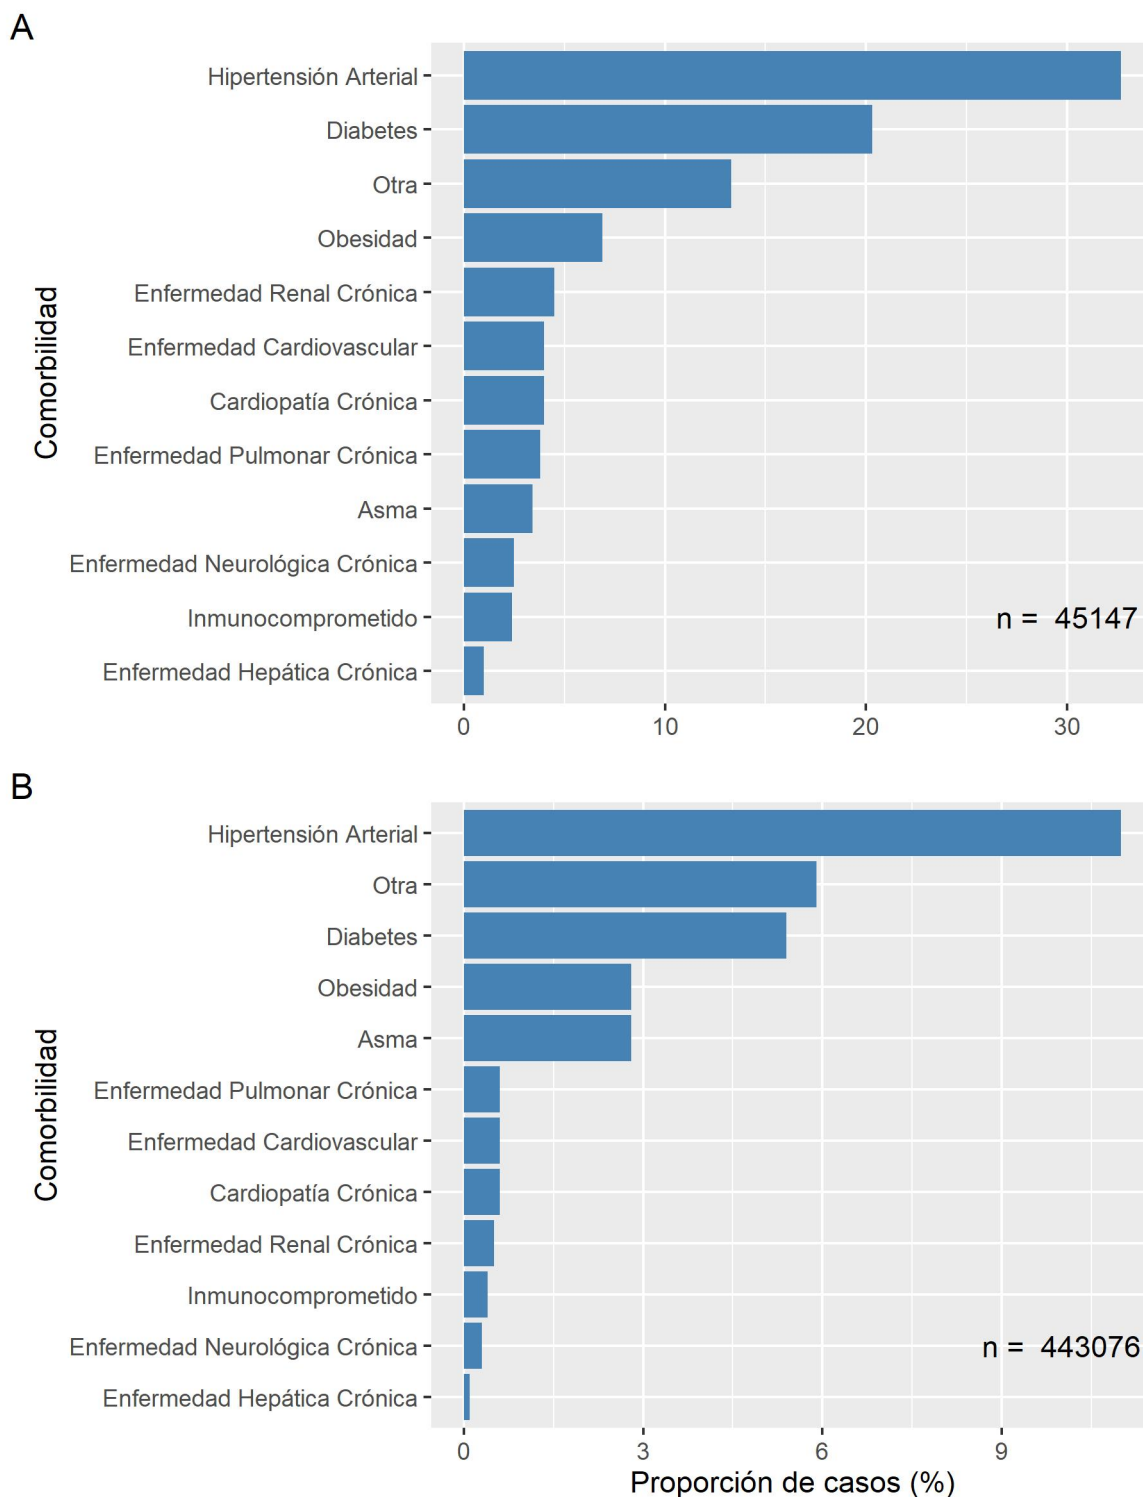 A
Hipertensión Arterial
Diabetes
Otra
Obesidad
Enfermedad Renal Crónica
Enfermedad Cardiovascular
Cardiopatía Crónica
Enfermedad Pulmonar Crónica
Asma
Enfermedad Neurológica Crónica
Inmunocomprometido
Enfermedad Hepática Crónica
Comorbilidad
n = 45147
0 10 20 30
B
Hipertensión Arterial
Otra
Diabetes
Obesidad
Asma
Enfermedad Pulmonar Crónica
Enfermedad Cardiovascular
Cardiopatía Crónica
Enfermedad Renal Crónica
Inmunocomprometido
Enfermedad Neurológica Crónica
Enfermedad Hepática Crónica
Comorbilidad
n = 443076
0 3 6 9
Proporción de casos (%)